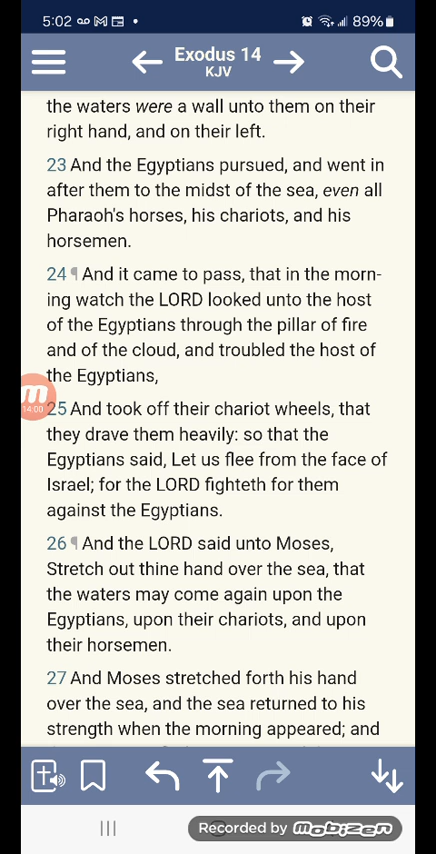 5:02
89%
Exodus 14
KJV
the waters were a wall unto them on their
right hand, and on their left.
23 And the Egyptians pursued, and went in
after them to the midst of the sea, even all
Pharaoh's horses, his chariots, and his
horsemen.
24 ¶ And it came to pass, that in the morn-
ing watch the LORD looked unto the host
of the Egyptians through the pillar of fire
and of the cloud, and troubled the host of
the Egyptians,
14:00
25 And took off their chariot wheels, that
they drave them heavily: so that the
Egyptians said, Let us flee from the face of
Israel; for the LORD fighteth for them
against the Egyptians.
26 ¶ And the LORD said unto Moses,
Stretch out thine hand over the sea, that
the waters may come again upon the
Egyptians, upon their chariots, and upon
their horsemen.
27 And Moses stretched forth his hand
over the sea, and the sea returned to his
strength when the morning appeared; and
Recorded by mobizen